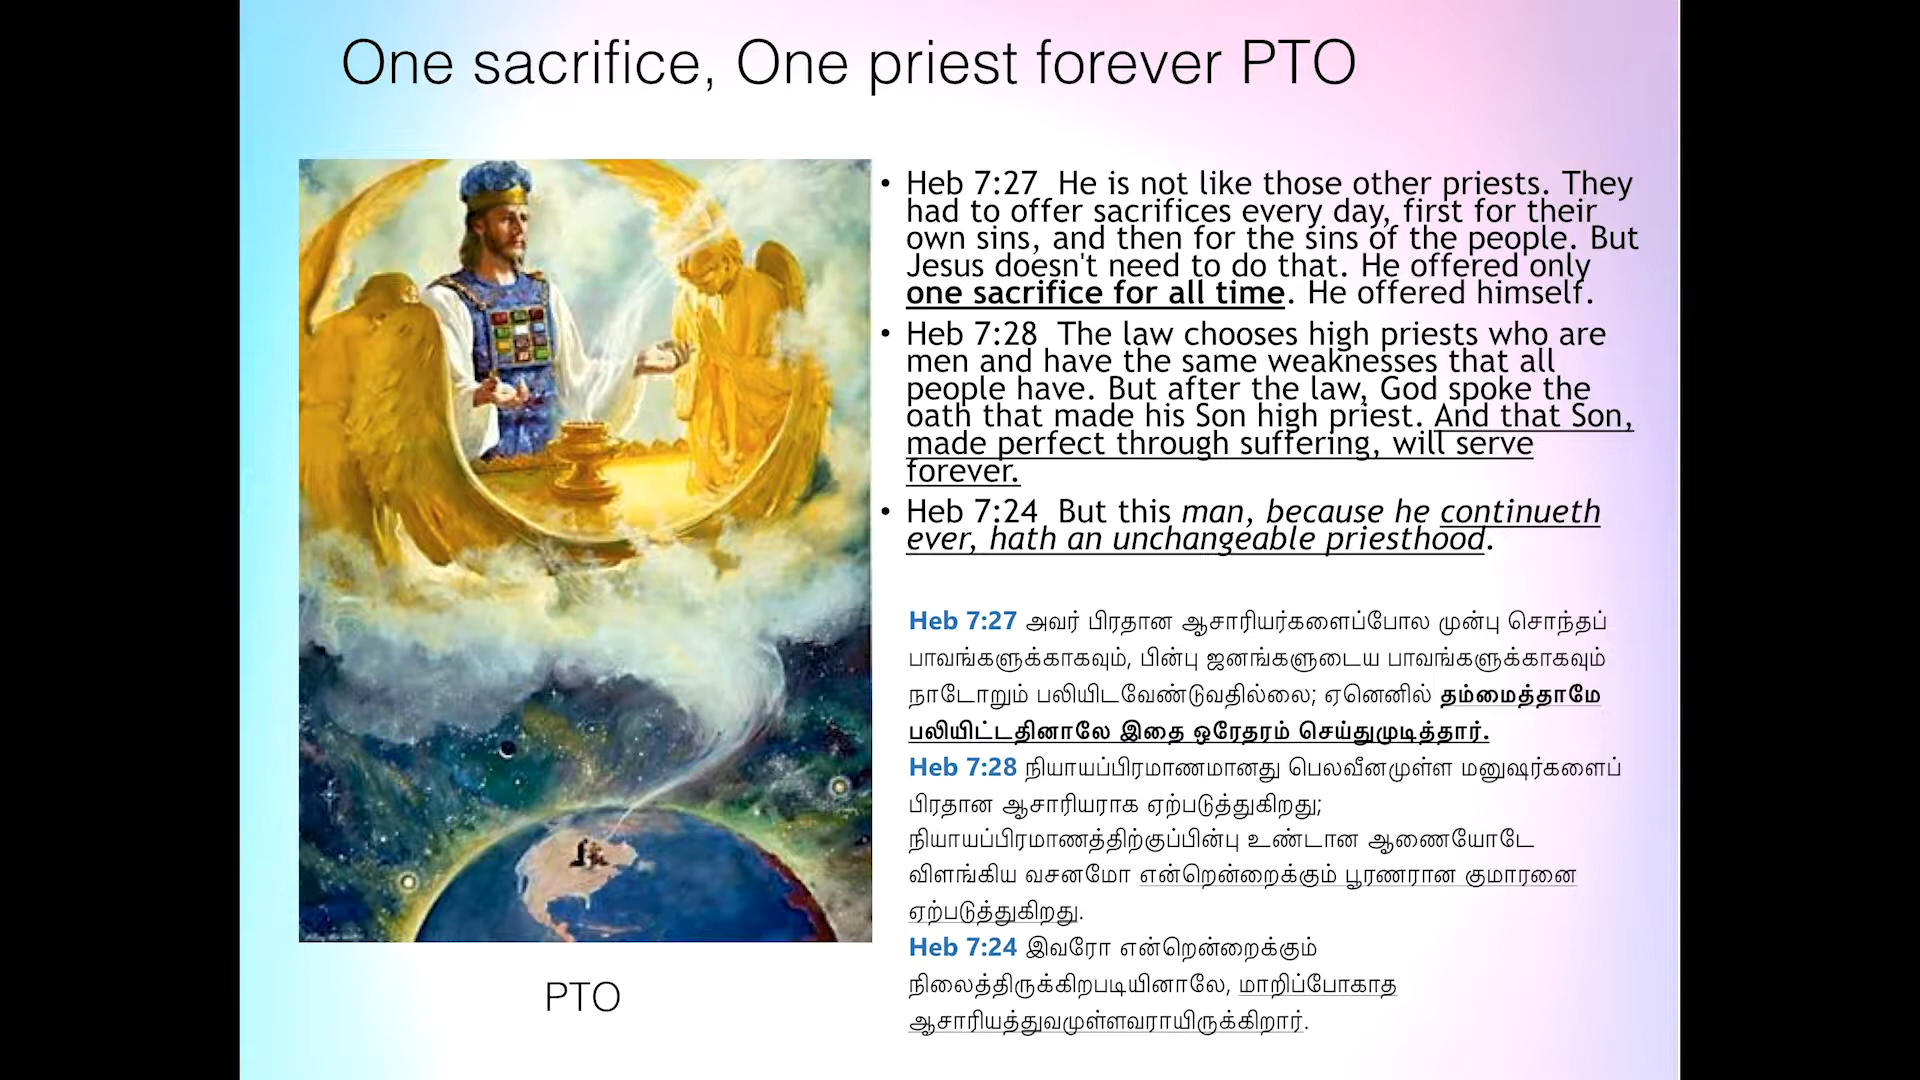 One sacrifice, One priest forever PTO
• Heb 7:27  He is not like those other priests. They
had to offer sacrifices every day, first for their
own sins, and then for the sins of the people. But
Jesus doesn't need to do that. He offered only
one sacrifice for all time. He offered himself.
• Heb 7:28  The law chooses high priests who are
men and have the same weaknesses that all
people have. But after the law, God spoke the
oath that made his Son high priest. And that Son,
made perfect through suffering, will serve
forever.
• Heb 7:24  But this man, because he continueth
ever, hath an unchangeable priesthood.
Heb 7:27 அவர் பிரதான ஆசாரியர்களைப்போல முன்பு சொந்தப்
பாவங்களுக்காகவும், பின்பு ஜனங்களுடைய பாவங்களுக்காகவும்
நாடோறும் பலியிடவேண்டுவதில்லை; ஏனெனில் தம்மைத்தாமே
பலியிட்டதினாலே இதை ஒரேதரம் செய்துமுடித்தார்.
Heb 7:28 நியாயப்பிரமாணமானது பெலவீனமுள்ள மனுஷர்களைப்
பிரதான ஆசாரியராக ஏற்படுத்துகிறது;
நியாயப்பிரமாணத்திற்குப்பின்பு உண்டான ஆணையோடே
விளங்கிய வசனமோ என்றென்றைக்கும் பூரணரான குமாரனை
ஏற்படுத்துகிறது.
Heb 7:24 இவரோ என்றென்றைக்கும்
நிலைத்திருக்கிறபடியினாலே, மாறிப்போகாத
ஆசாரியத்துவமுள்ளவராயிருக்கிறார்.
PTO